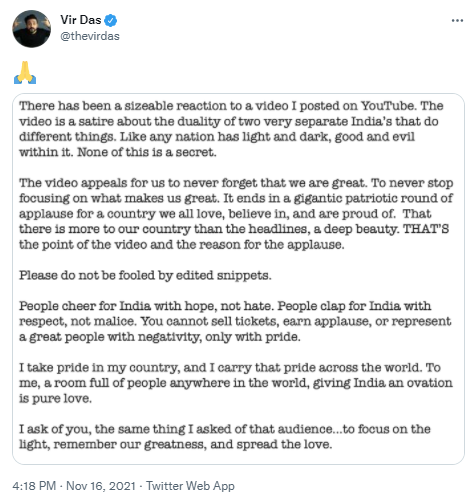 Vir Das
@thevirdas
There has been a sizeable reaction to a video I posted on YouTube. The
video is a satire about the duality of two very separate India's that do
different things. Like any nation has light and dark, good and evil
within it. None of this is a secret.
The video appeals for us to never forget that we are great. To never stop
focusing on what makes us great. It ends in a gigantic patriotic round of
applause for a country we all love, believe in, and are proud of. That
there is more to our country than the headlines, a deep beauty. THAT'S
the point of the video and the reason for the applause.
Please do not be fooled by edited snippets.
People cheer for India with hope, not hate. People clap for India with
respect, not malice. You cannot sell tickets, earn applause, or represent
a great people with negativity, only with pride.
I take pride in my country, and I carry that pride across the world. To
me, a room full of people anywhere in the world, giving India an ovation
is pure love.
I ask of you, the same thing I asked of that audience...to focus on the
light, remember our greatness, and spread the love.
4:18 PM · Nov 16, 2021 · Twitter Web App